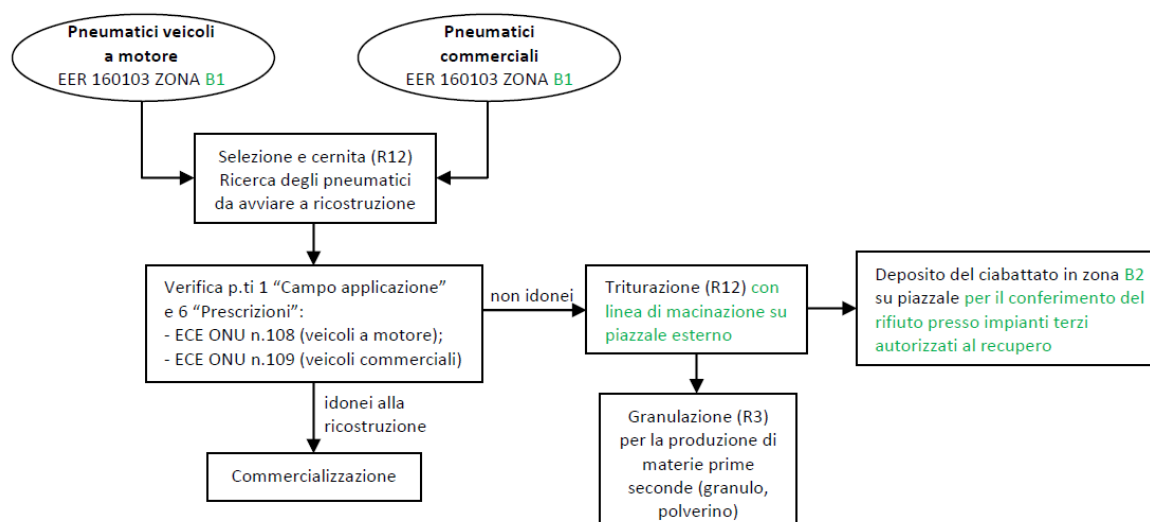 Pneumatici veicoli
a motore
EER 160103 ZONA B1
Pneumatici
commerciali
EER 160103 ZONA B1
Selezione e cernita (R12)
Ricerca degli pneumatici
da avviare a ricostruzione
Verifica p.ti 1 “Campo applicazione”
e 6 “Prescrizioni”:
- ECE ONU n.108 (veicoli a motore);
- ECE ONU n.109 (veicoli commerciali)
non idonei
Triturazione (R12) con
linea di macinazione su
piazzale esterno
Deposito del ciabattato in zona B2
su piazzale per il conferimento del
rifiuto presso impianti terzi
autorizzati al recupero
idonei alla
ricostruzione
Commercializzazione
Granulazione (R3)
per la produzione di
materie prime
seconde (granulo,
polverino)